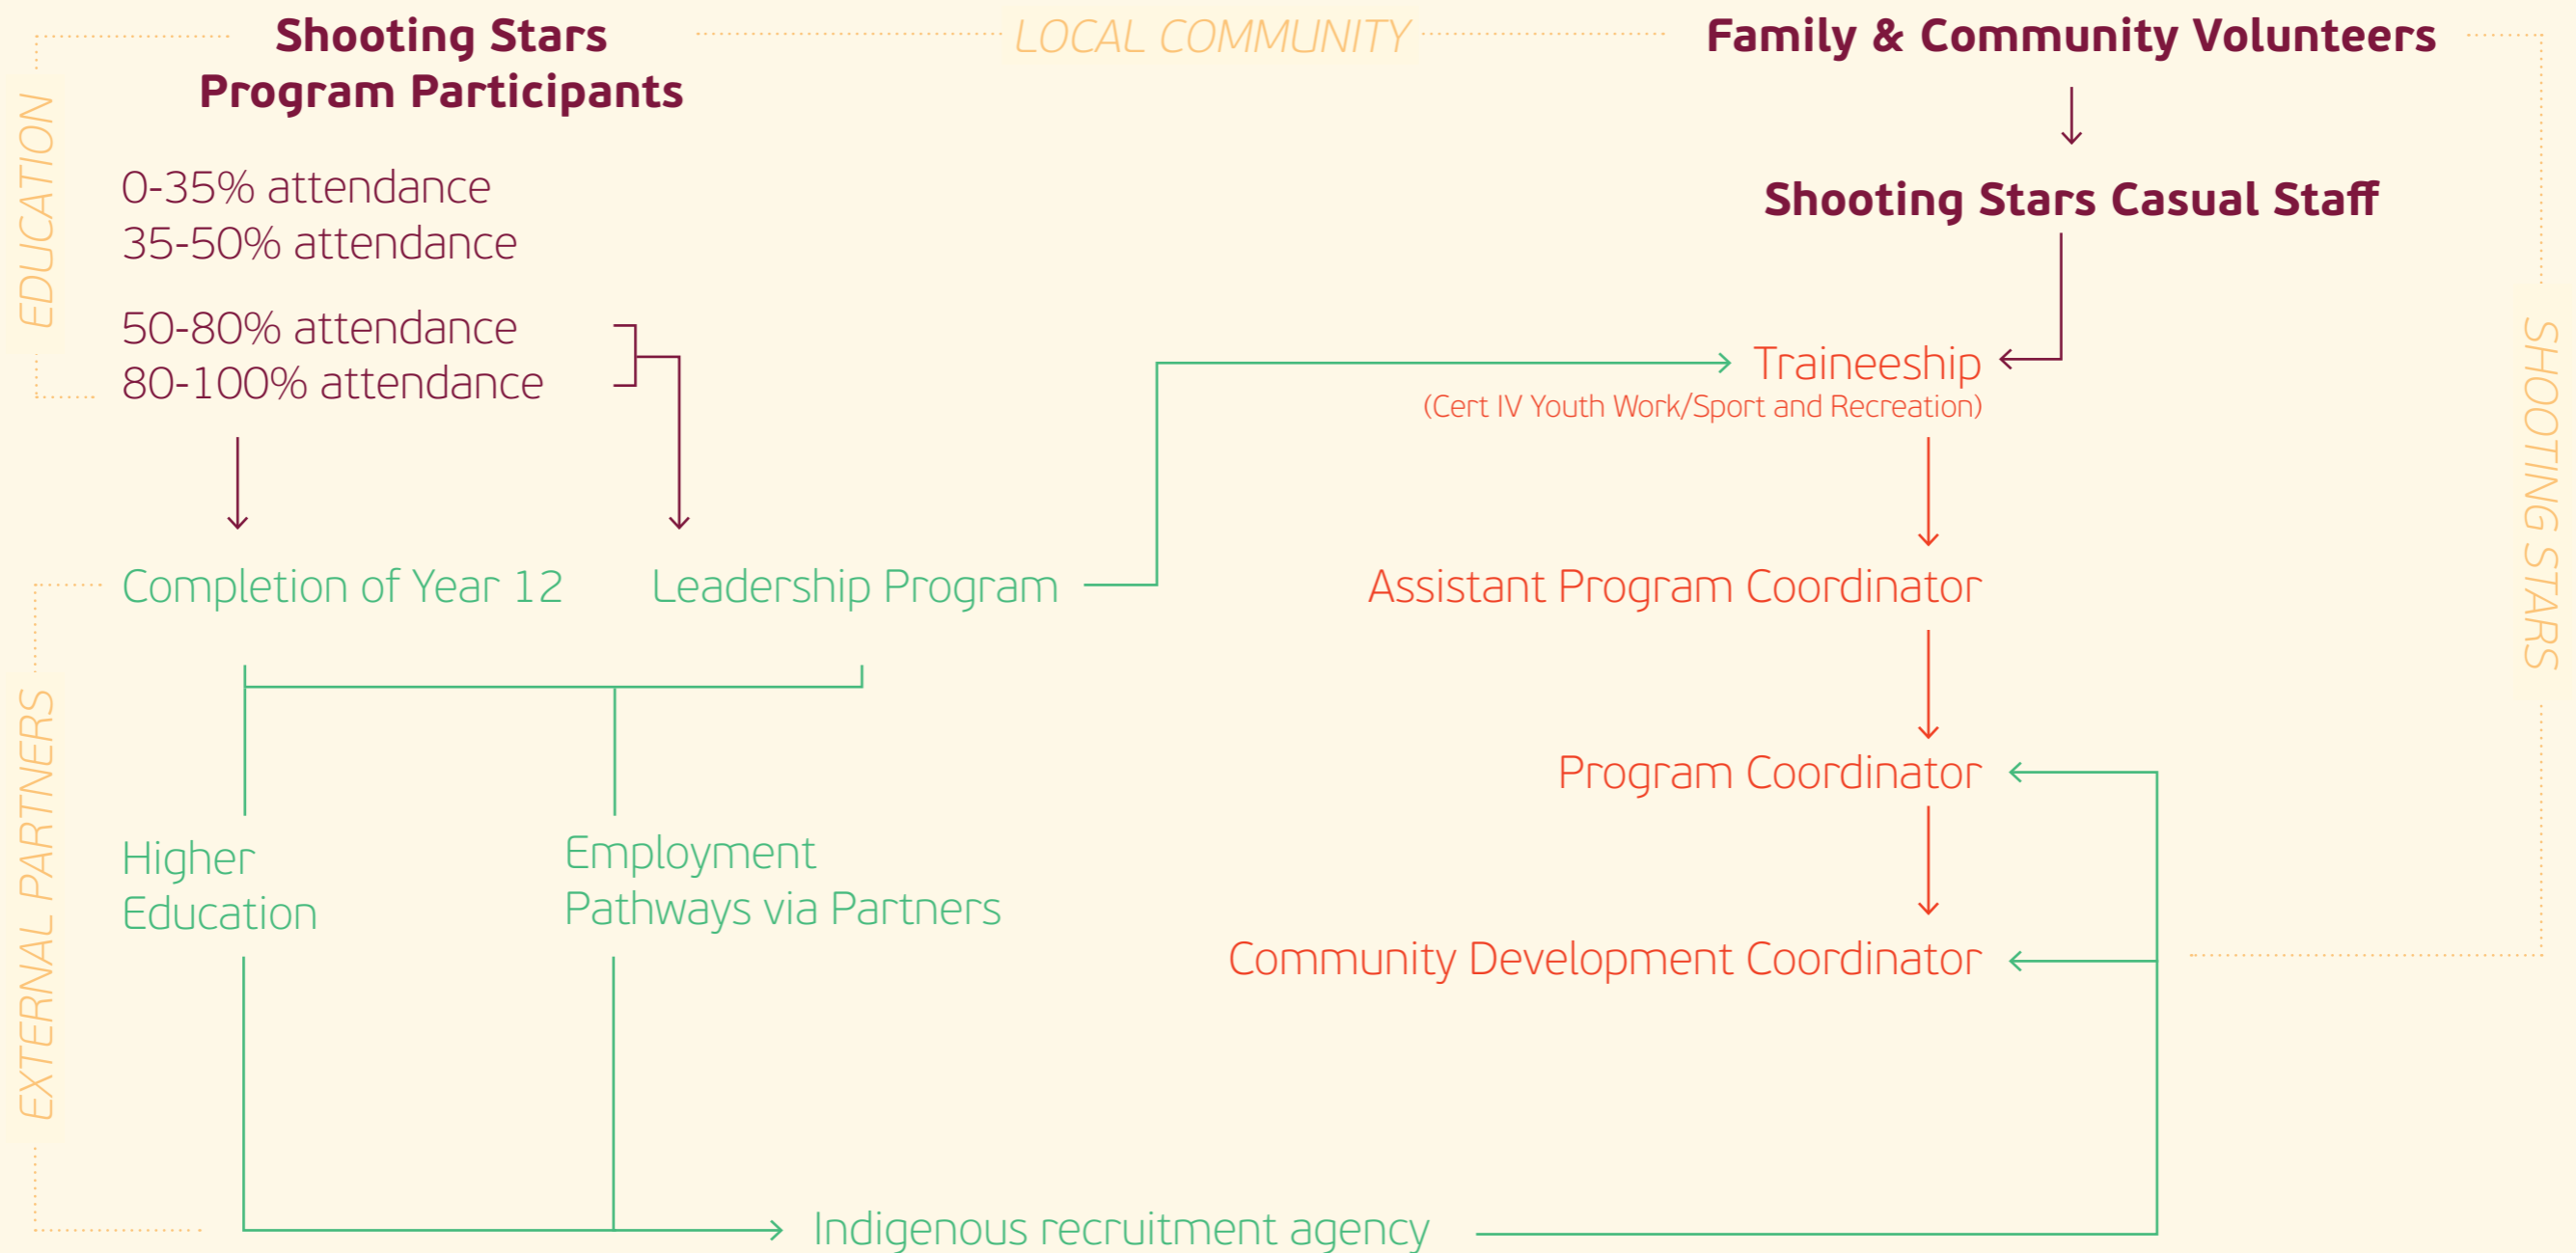 Shooting Stars
Program Participants
LOCAL COMMUNITY
Family & Community Volunteers
EDUCATION
0-35% attendance
35-50% attendance
50-80% attendance
80-100% attendance
Shooting Stars Casual Staff
Traineeship
(Cert IV Youth Work/Sport and Recreation)
SHOOTING STARS
Completion of Year 12
Leadership Program
Assistant Program Coordinator
EXTERNAL PARTNERS
Program Coordinator
Higher
Education
Employment
Pathways via Partners
Community Development Coordinator
Indigenous recruitment agency